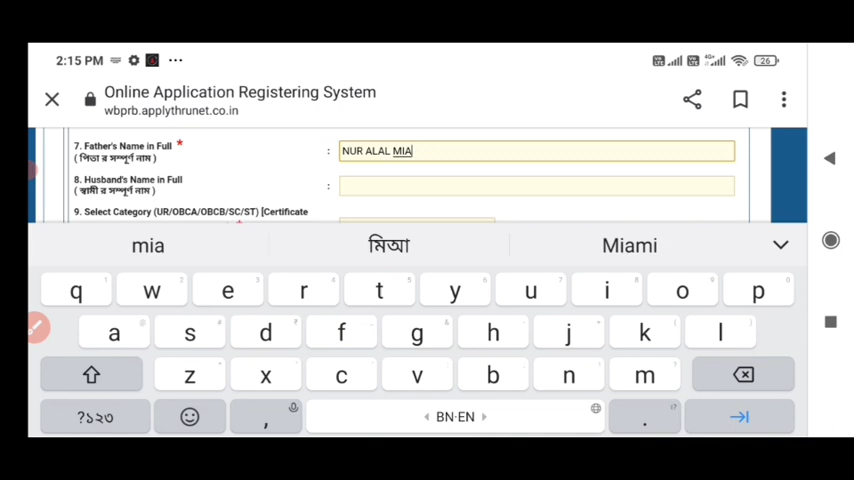 2:15 PM
26
Online Application Registering System
wbprb.applythrunet.co.in
7. Father's Name in Full *
( পিতা র সম্পূর্ণ নাম )
:
NUR ALAL MIA
8. Husband's Name in Full
( স্বামী র সম্পূর্ণ নাম )
:
9. Select Category (UR/OBCA/OBCB/SC/ST) [Certificate
mia মিআ Miami
q w e r t y u i o p
a s d f g h j k l
z x c v b n m
?১২৩ , BN·EN .